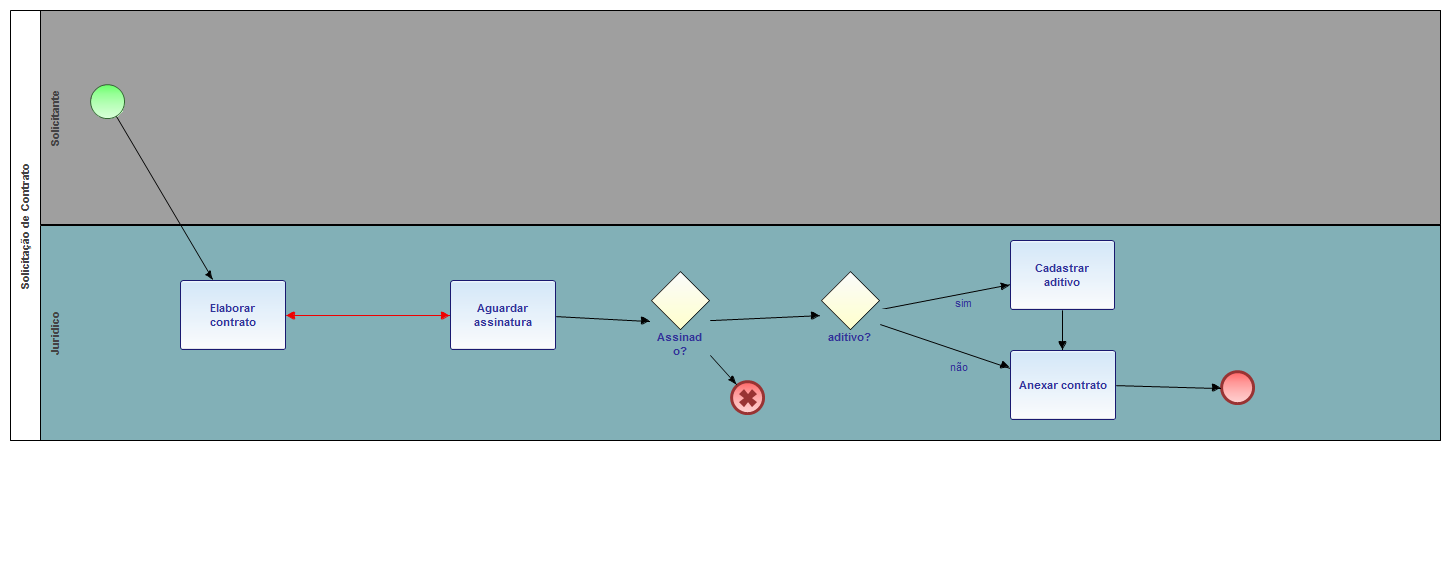 Solicitação de Contrato
Solicitante
Jurídico
Elaborar
contrato
Aguardar
assinatura
Assinad
o?
aditivo?
sim
não
Cadastrar
aditivo
Anexar contrato